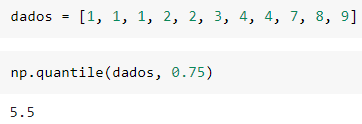 dados = [1, 1, 1, 2, 2, 3, 4, 4, 7, 8, 9]
np.quantile(dados, 0.75)
5.5